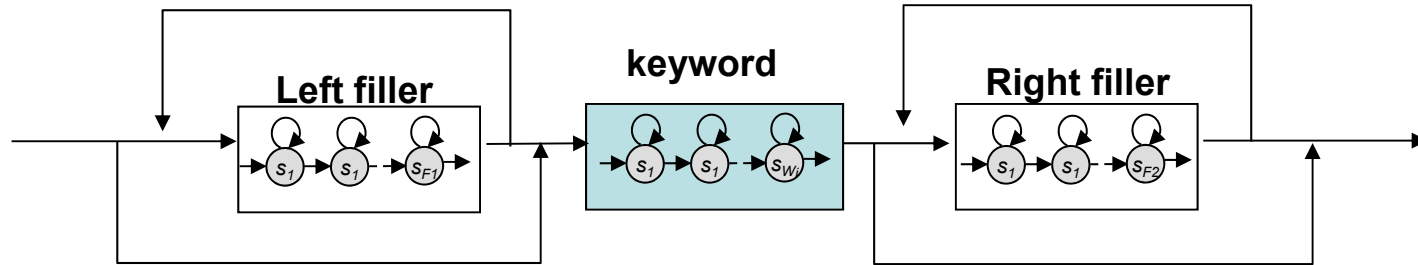 keyword
Left filler
Right filler
s1 s1 sF1
s1 s1 sWi
s1 s1 sF2